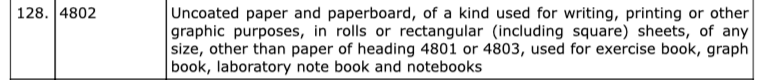 128. 4802 Uncoated paper and paperboard, of a kind used for writing, printing or other
graphic purposes, in rolls or rectangular (including square) sheets, of any
size, other than paper of heading 4801 or 4803, used for exercise book, graph
book, laboratory note book and notebooks